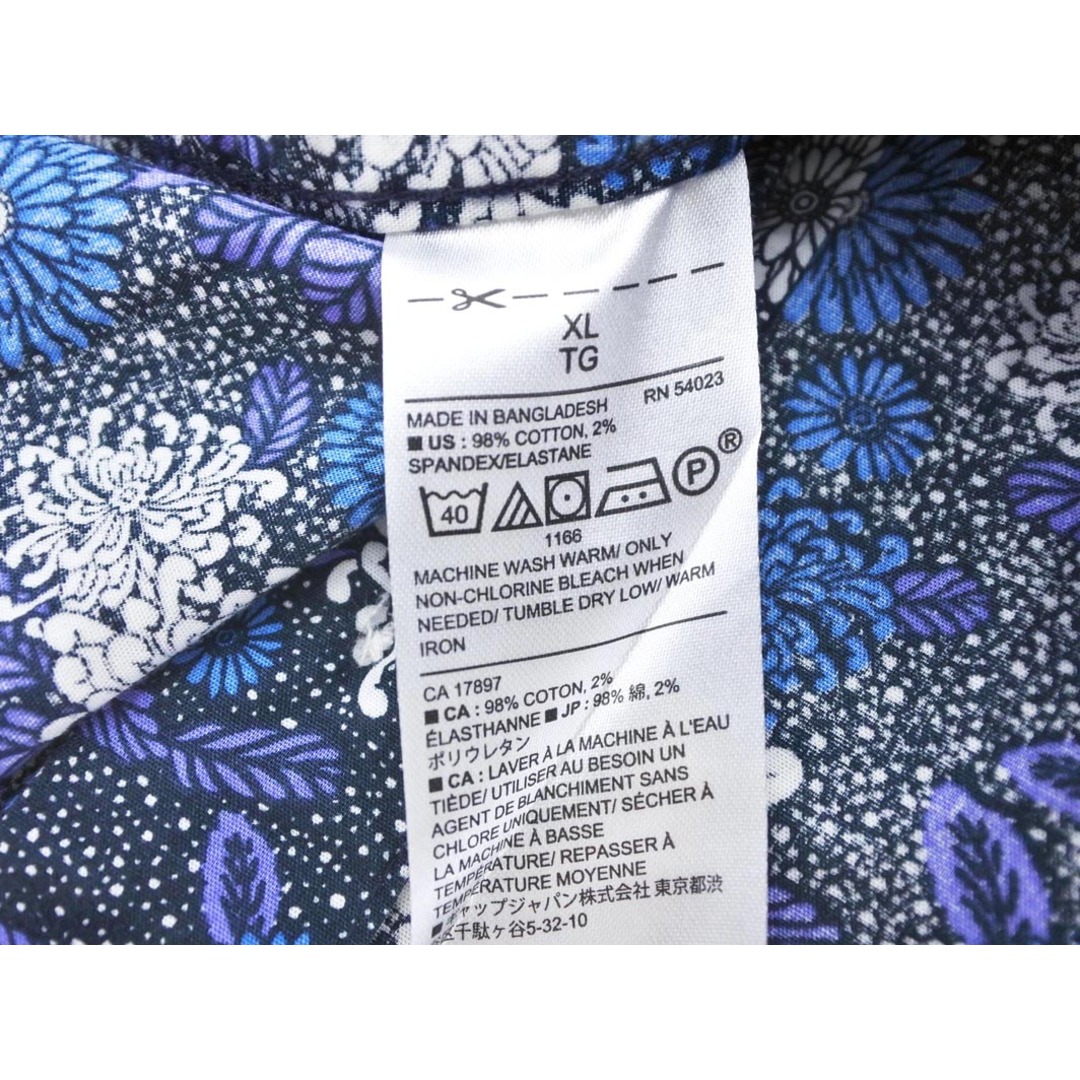 XL
TG
RN 54023
MADE IN BANGLADESH
■ US : 98% COTTON, 2%
SPANDEX/ELASTANE
40 P ®
1166
MACHINE WASH WARM/ ONLY
NON-CHLORINE BLEACH WHEN
NEEDED/ TUMBLE DRY LOW/ WARM
IRON
CA 17897
■ CA : 98% COTON, 2%
ÉLASTHANNE ■ JP : 98% 綿, 2%
ポリウレタン
■ CA : LAVER À LA MACHINE À L'EAU
TIÈDE/ UTILISER AU BESOIN UN
AGENT DE BLANCHIMENT SANS
CHLORE UNIQUEMENT/ SÉCHER À
LA MACHINE À BASSE
TEMPÉRATURE/ REPASSER À
TEMPÉRATURE MOYENNE
ギャップジャパン株式会社 東京都渋
区千駄ヶ谷5-32-10